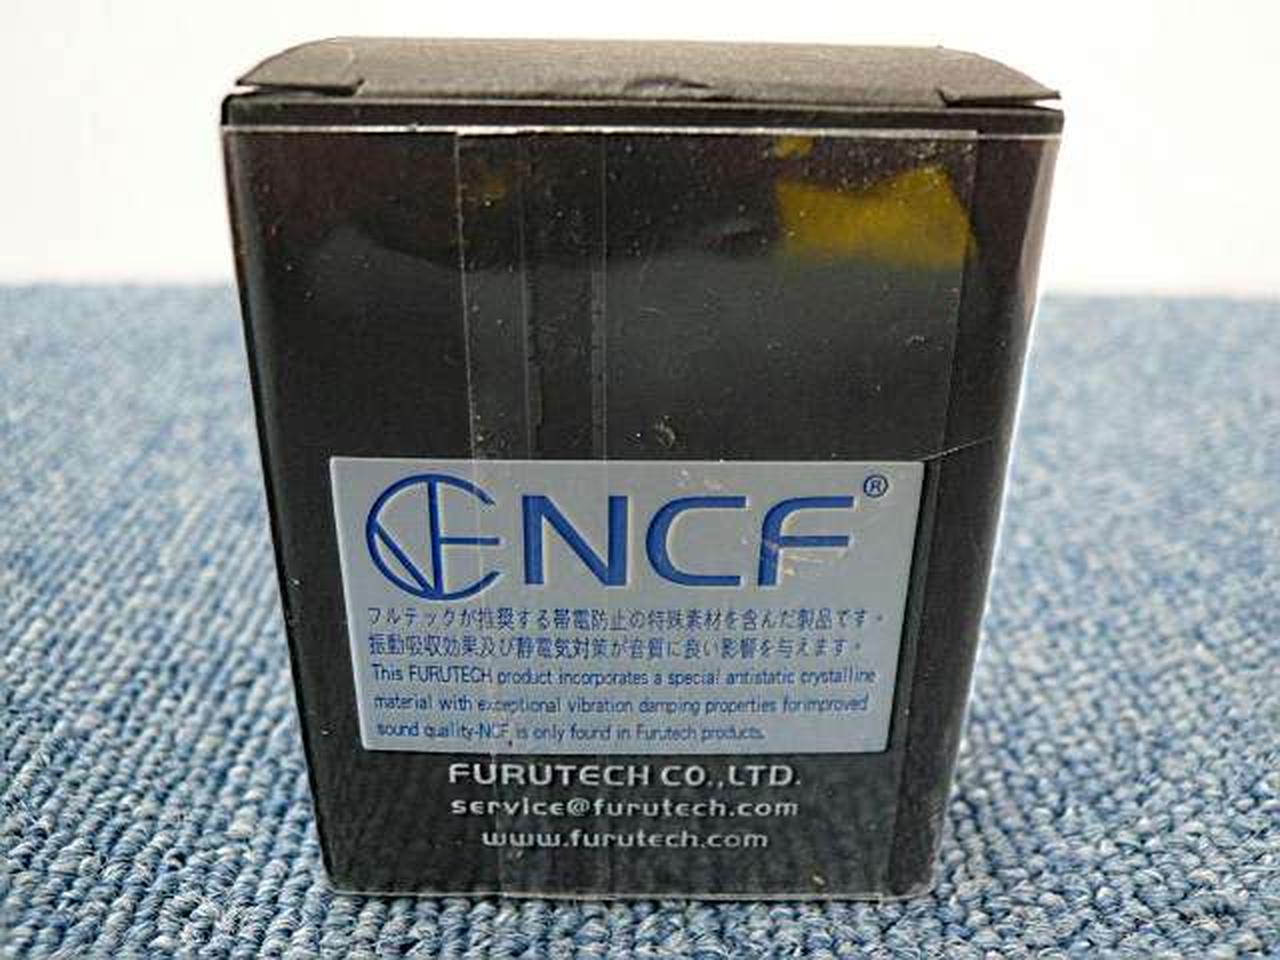 NCF®
フルテックが推奨する帯電防止の特殊素材を含んだ製品です。
振動吸収効果及び静電気対策が音質に良い影響を与えます。
This FURUTECH product incorporates a special antistatic crystalline
material with exceptional vibration damping properties forimproved
sound quality-NCF is only found in Furutech products.
FURUTECH CO.,LTD.
service@furutech.com
www.furutech.com